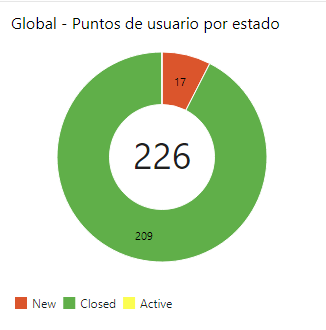 Global - Puntos de usuario por estado
17
226
209
New Closed Active